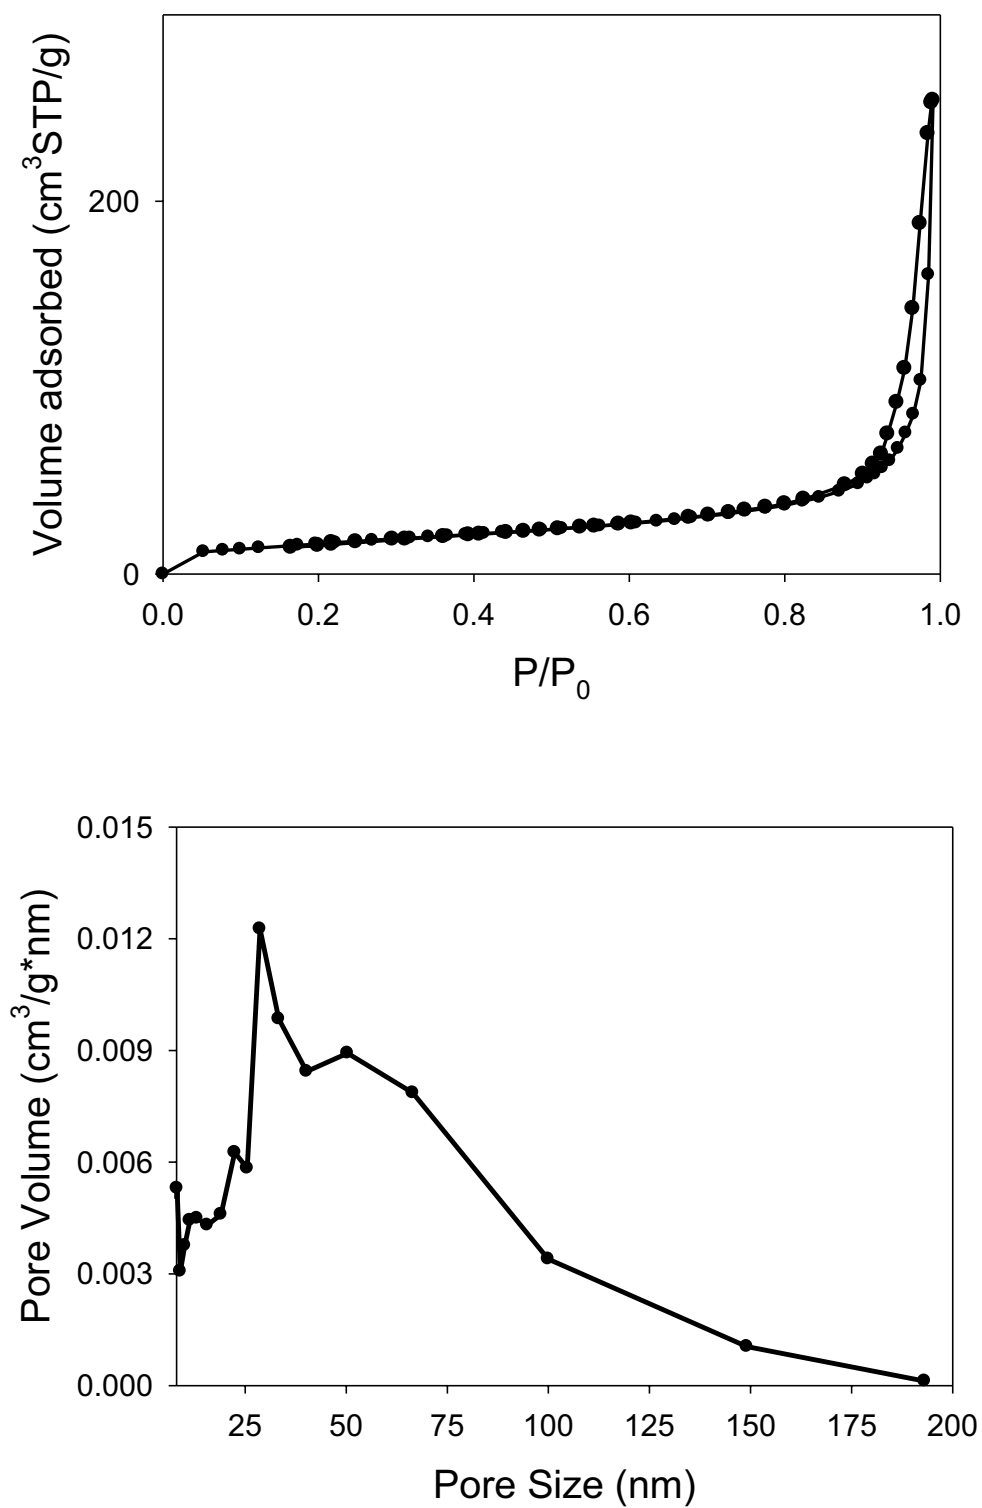 Volume adsorbed (cm³STP/g)
200
0
0.0 0.2 0.4 0.6 0.8 1.0
P/P₀
Pore Volume (cm³/g*nm)
0.015
0.012
0.009
0.006
0.003
0.000
25 50 75 100 125 150 175 200
Pore Size (nm)